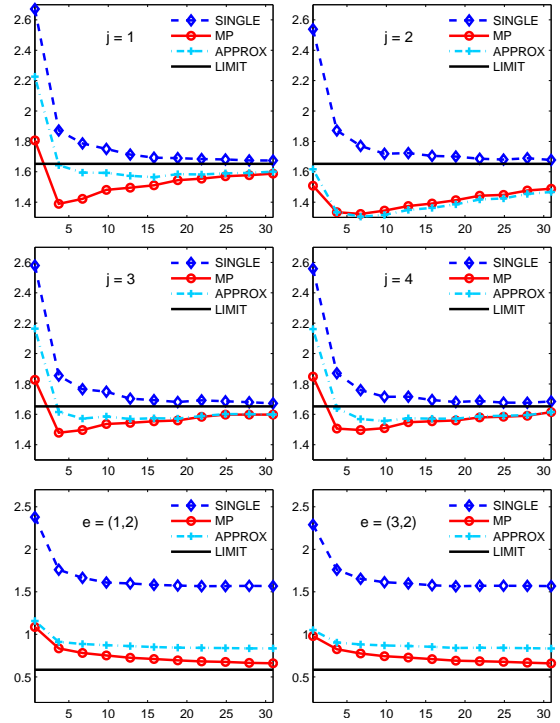 2.6
2.4
2.2
2
1.8
1.6
1.4
j = 1
SINGLE
MP
APPROX
LIMIT
5 10 15 20 25 30
2.6
2.4
2.2
2
1.8
1.6
1.4
j = 2
SINGLE
MP
APPROX
LIMIT
5 10 15 20 25 30
2.6
2.4
2.2
2
1.8
1.6
1.4
j = 3
SINGLE
MP
APPROX
LIMIT
5 10 15 20 25 30
2.6
2.4
2.2
2
1.8
1.6
1.4
j = 4
SINGLE
MP
APPROX
LIMIT
5 10 15 20 25 30
2.5
2
1.5
1
0.5
e = (1,2)
SINGLE
MP
APPROX
LIMIT
5 10 15 20 25 30
2.5
2
1.5
1
0.5
e = (3,2)
SINGLE
MP
APPROX
LIMIT
5 10 15 20 25 30